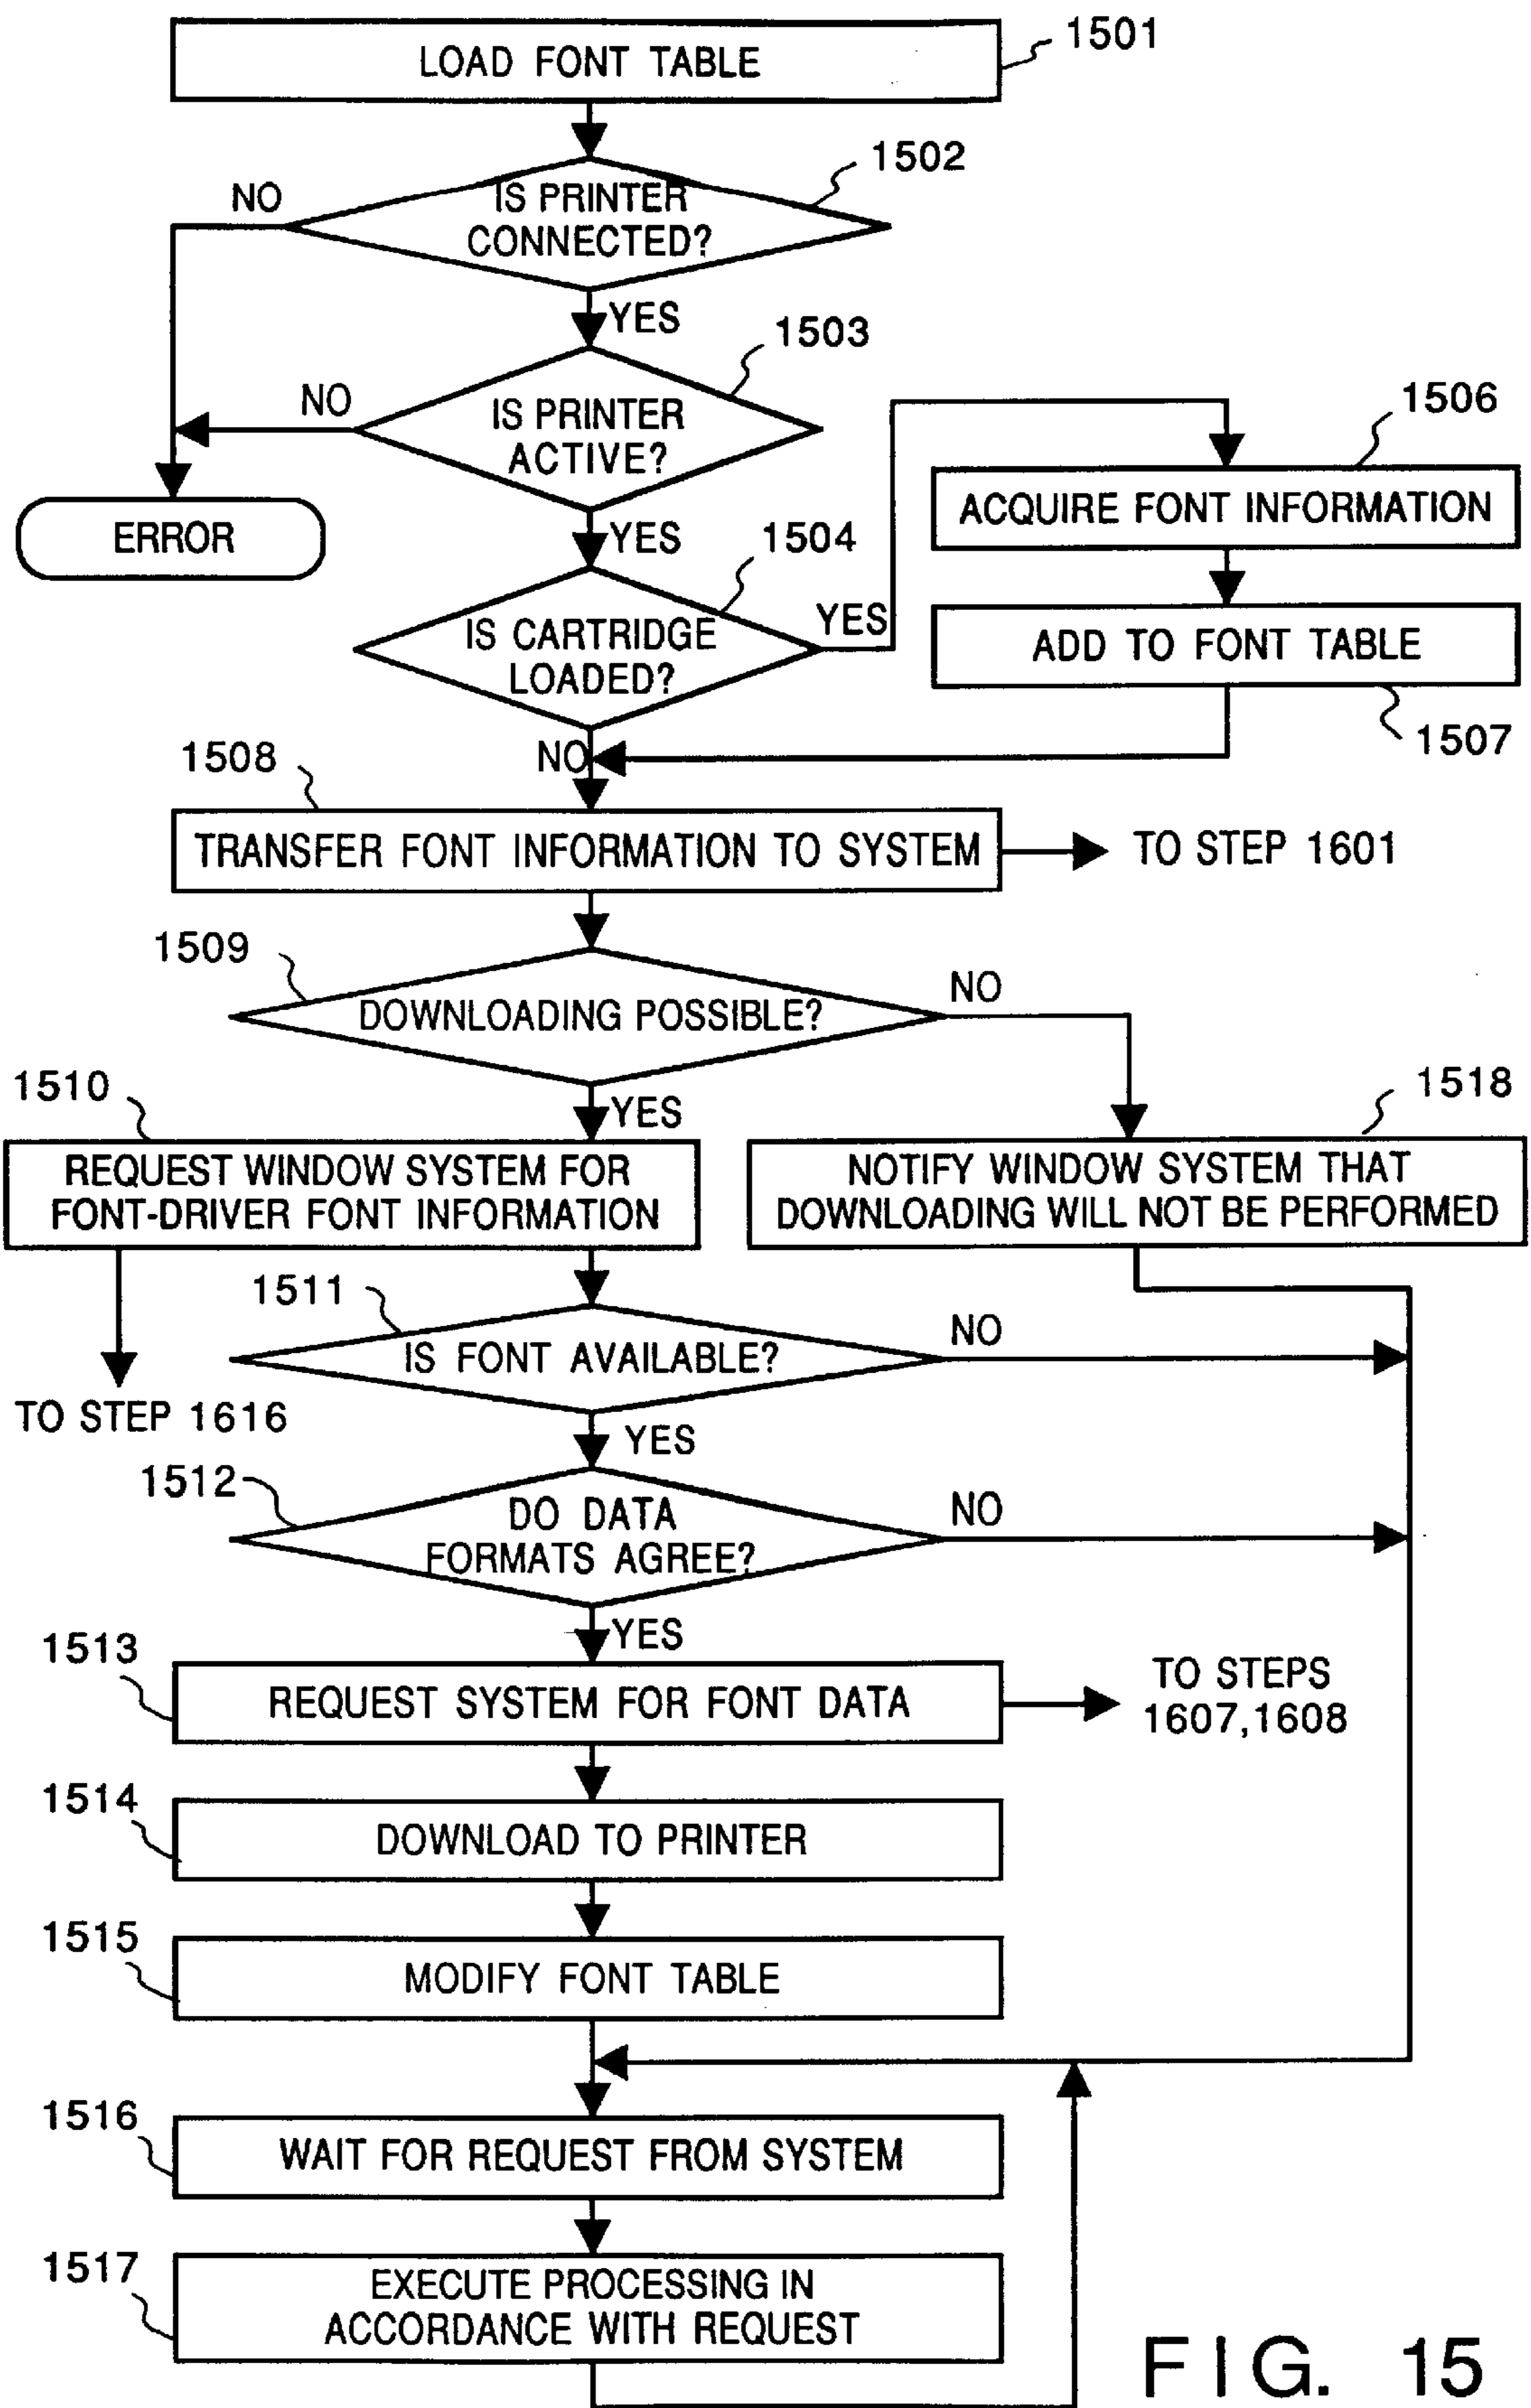 LOAD FONT TABLE
1501
1502
IS PRINTER
CONNECTED?
NO
YES
1503
IS PRINTER
ACTIVE?
NO
ERROR
YES
1504
IS CARTRIDGE
LOADED?
YES
1506
ACQUIRE FONT INFORMATION
ADD TO FONT TABLE
1507
NO
1508
TRANSFER FONT INFORMATION TO SYSTEM
TO STEP 1601
1509
DOWNLOADING POSSIBLE?
NO
YES
1510
REQUEST WINDOW SYSTEM FOR
FONT-DRIVER FONT INFORMATION
1518
NOTIFY WINDOW SYSTEM THAT
DOWNLOADING WILL NOT BE PERFORMED
TO STEP 1616
1511
IS FONT AVAILABLE?
NO
YES
1512
DO DATA
FORMATS AGREE?
NO
YES
1513
REQUEST SYSTEM FOR FONT DATA
TO STEPS
1607,1608
1514
DOWNLOAD TO PRINTER
1515
MODIFY FONT TABLE
1516
WAIT FOR REQUEST FROM SYSTEM
1517
EXECUTE PROCESSING IN
ACCORDANCE WITH REQUEST
FIG. 15